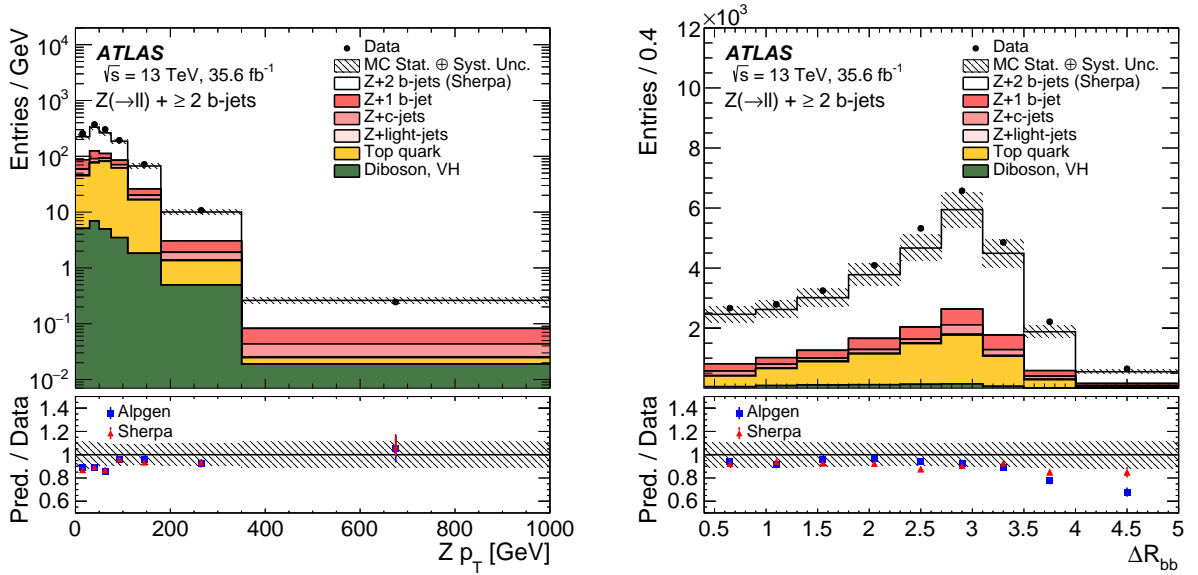 ATLAS
√s = 13 TeV, 35.6 fb⁻¹
Z(→ll) + ≥ 2 b-jets
Data
MC Stat. ⊕ Syst. Unc.
Z+2 b-jets (Sherpa)
Z+1 b-jet
Z+c-jets
Z+light-jets
Top quark
Diboson, VH
Entries / GeV
10⁴
10³
10²
10
1
10⁻¹
10⁻²
Alpgen
Sherpa
Pred. / Data
1.4
1.2
1.0
0.8
0.6
0 200 400 600 800 1000
Z p_T [GeV]
×10³
ATLAS
√s = 13 TeV, 35.6 fb⁻¹
Z(→ll) + ≥ 2 b-jets
Data
MC Stat. ⊕ Syst. Unc.
Z+2 b-jets (Sherpa)
Z+1 b-jet
Z+c-jets
Z+light-jets
Top quark
Diboson, VH
Entries / 0.4
12
10
8
6
4
2
Alpgen
Sherpa
Pred. / Data
1.4
1.2
1
0.8
0.6
0.5 1 1.5 2 2.5 3 3.5 4 4.5 5
ΔR_bb